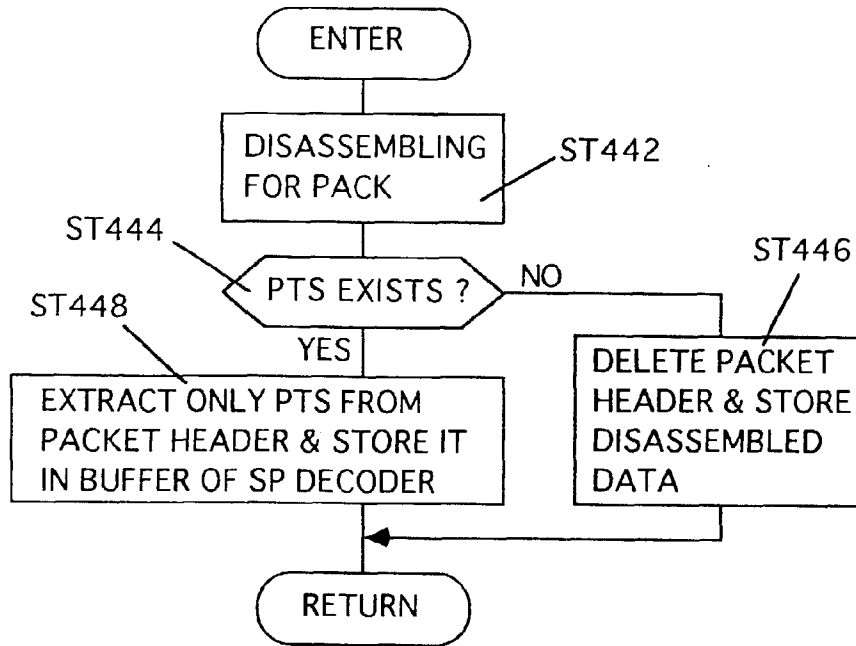 ENTER
DISASSEMBLING
FOR PACK
ST442
ST444
PTS EXISTS ?
NO
ST446
ST448
YES
EXTRACT ONLY PTS FROM
PACKET HEADER & STORE IT
IN BUFFER OF SP DECODER
DELETE PACKET
HEADER & STORE
DISASSEMBLED
DATA
RETURN